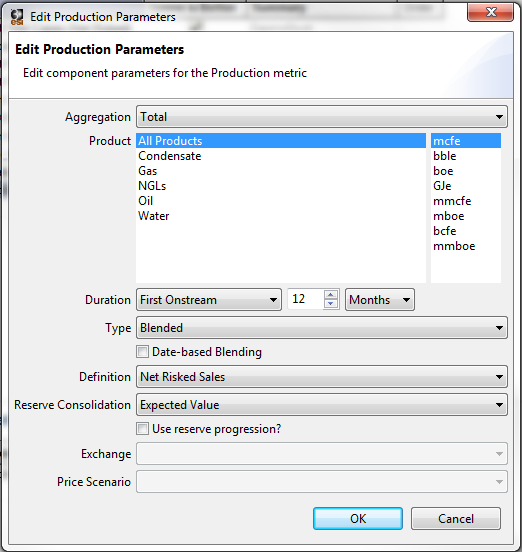 Edit Production Parameters
Edit Production Parameters
Edit component parameters for the Production metric
Aggregation Total
Product All Products mcfe
Condensate bble
Gas boe
NGLs GJe
Oil mmcfe
Water mboe
bcfe
mmboe
Duration First Onstream 12 Months
Type Blended
Date-based Blending
Definition Net Risked Sales
Reserve Consolidation Expected Value
Use reserve progression?
Exchange
Price Scenario
OK Cancel